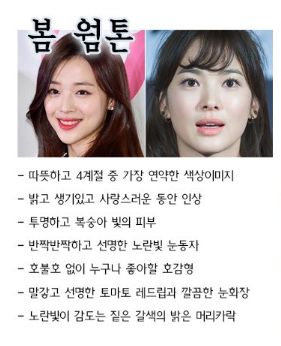 봄 웜톤
- 따뜻하고 4계절 중 가장 연약한 색상이미지
- 밝고 생기있고 사랑스러운 동안 인상
- 투명하고 복숭아 빛의 피부
- 반짝반짝하고 선명한 노란빛 눈동자
- 호불호 없이 누구나 좋아할 호감형
- 말갛고 선명한 토마토 레드립과 깔끔한 눈화장
- 노란빛이 감도는 짙은 갈색의 밝은 머리카락